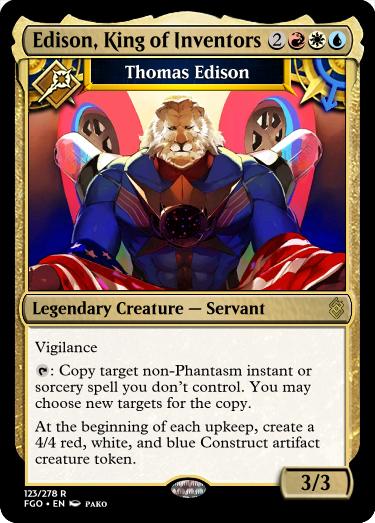 Edison, King of Inventors 2
Thomas Edison
Legendary Creature — Servant
Vigilance
: Copy target non-Phantasm instant or
sorcery spell you don't control. You may
choose new targets for the copy.
At the beginning of each upkeep, create a
4/4 red, white, and blue Construct artifact
creature token.
3/3
123/278 R
FGO • EN PAKO